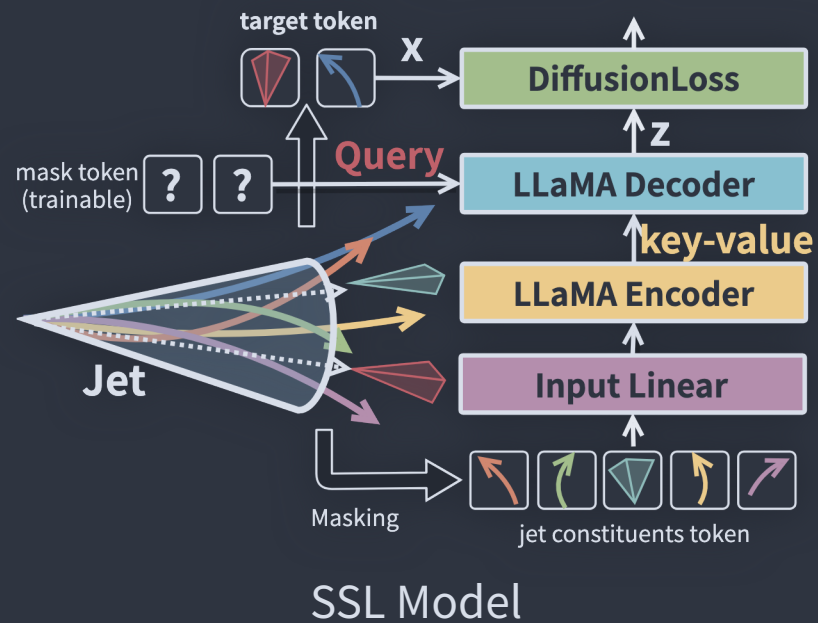 target token
x
DiffusionLoss
z
mask token
(trainable)
?
?
Query
LLaMA Decoder
key-value
LLaMA Encoder
Jet
Input Linear
Masking
jet constituents token
SSL Model